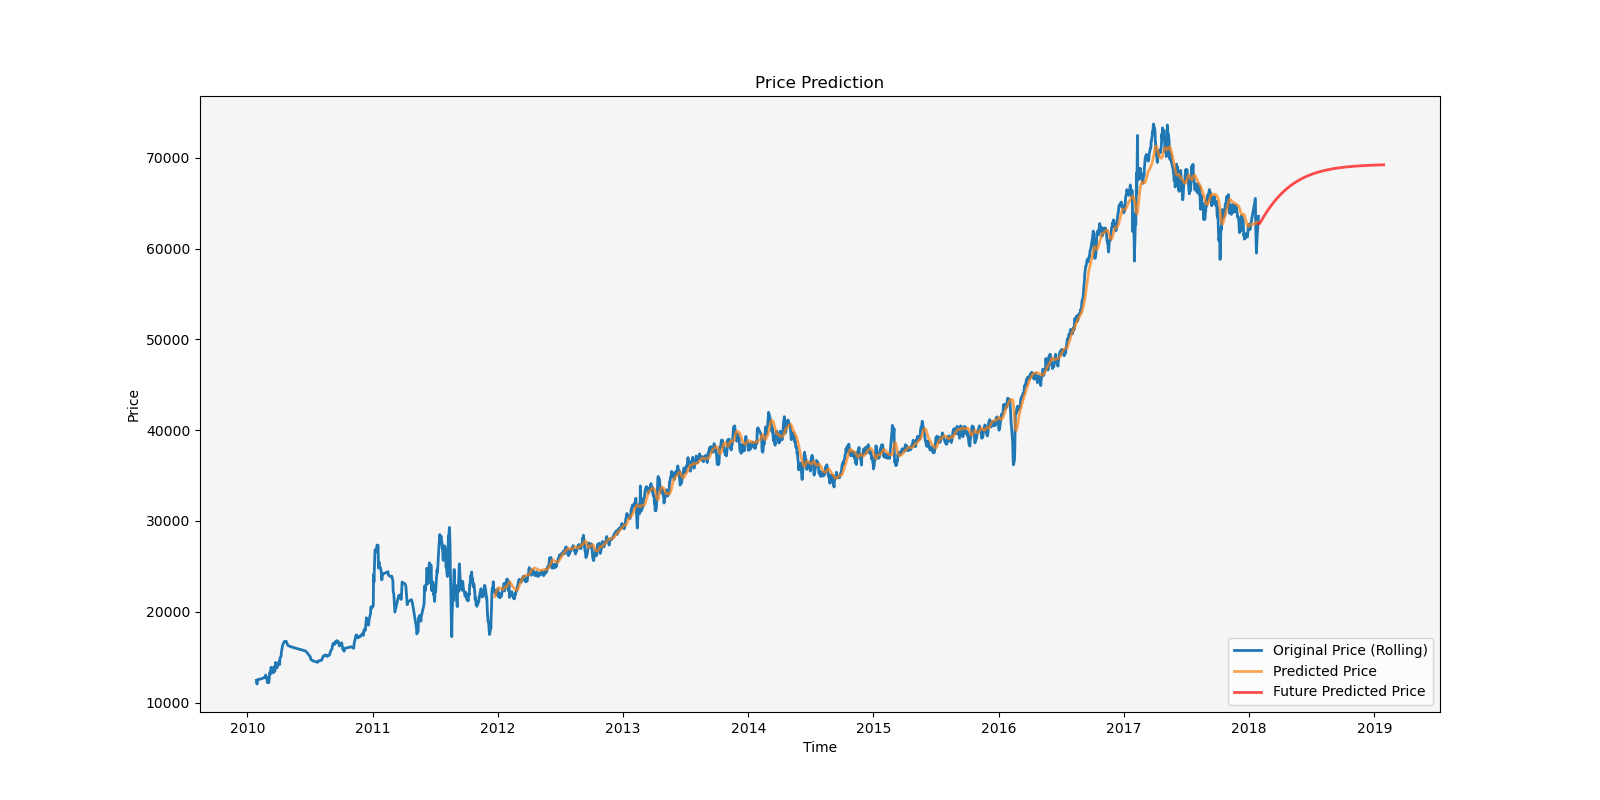 Price Prediction
Price
70000
60000
50000
40000
30000
20000
10000
2010 2011 2012 2013 2014 2015 2016 2017 2018 2019
Time
Original Price (Rolling)
Predicted Price
Future Predicted Price